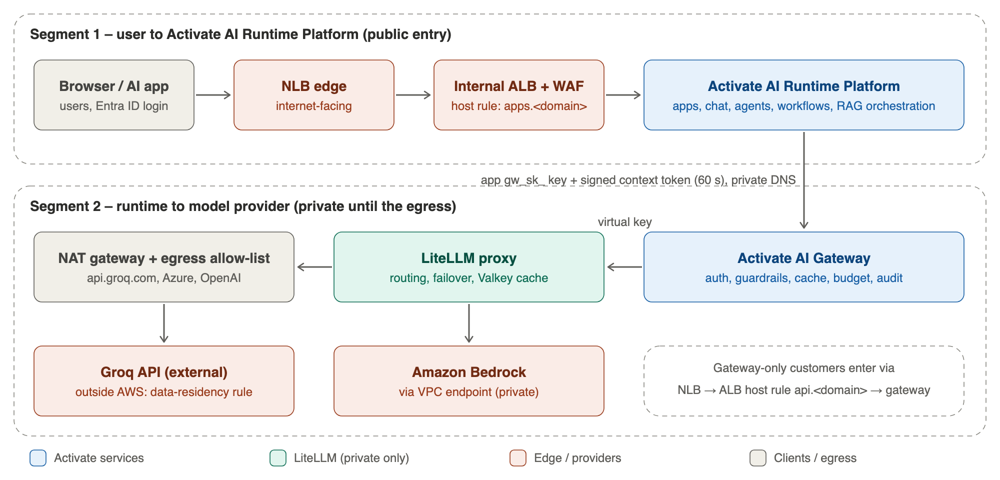 Segment 1 – user to Activate AI Runtime Platform (public entry)
Browser / AI app
users, Entra ID login
NLB edge
internet-facing
Internal ALB + WAF
host rule: apps.<domain>
Activate AI Runtime Platform
apps, chat, agents, workflows, RAG orchestration
app gw_sk_ key + signed context token (60 s), private DNS
Segment 2 – runtime to model provider (private until the egress)
virtual key
NAT gateway + egress allow-list
api.groq.com, Azure, OpenAI
LiteLLM proxy
routing, failover, Valkey cache
Activate AI Gateway
auth, guardrails, cache, budget, audit
Groq API (external)
outside AWS: data-residency rule
Amazon Bedrock
via VPC endpoint (private)
Gateway-only customers enter via
NLB → ALB host rule api.<domain> → gateway
Activate services
LiteLLM (private only)
Edge / providers
Clients / egress